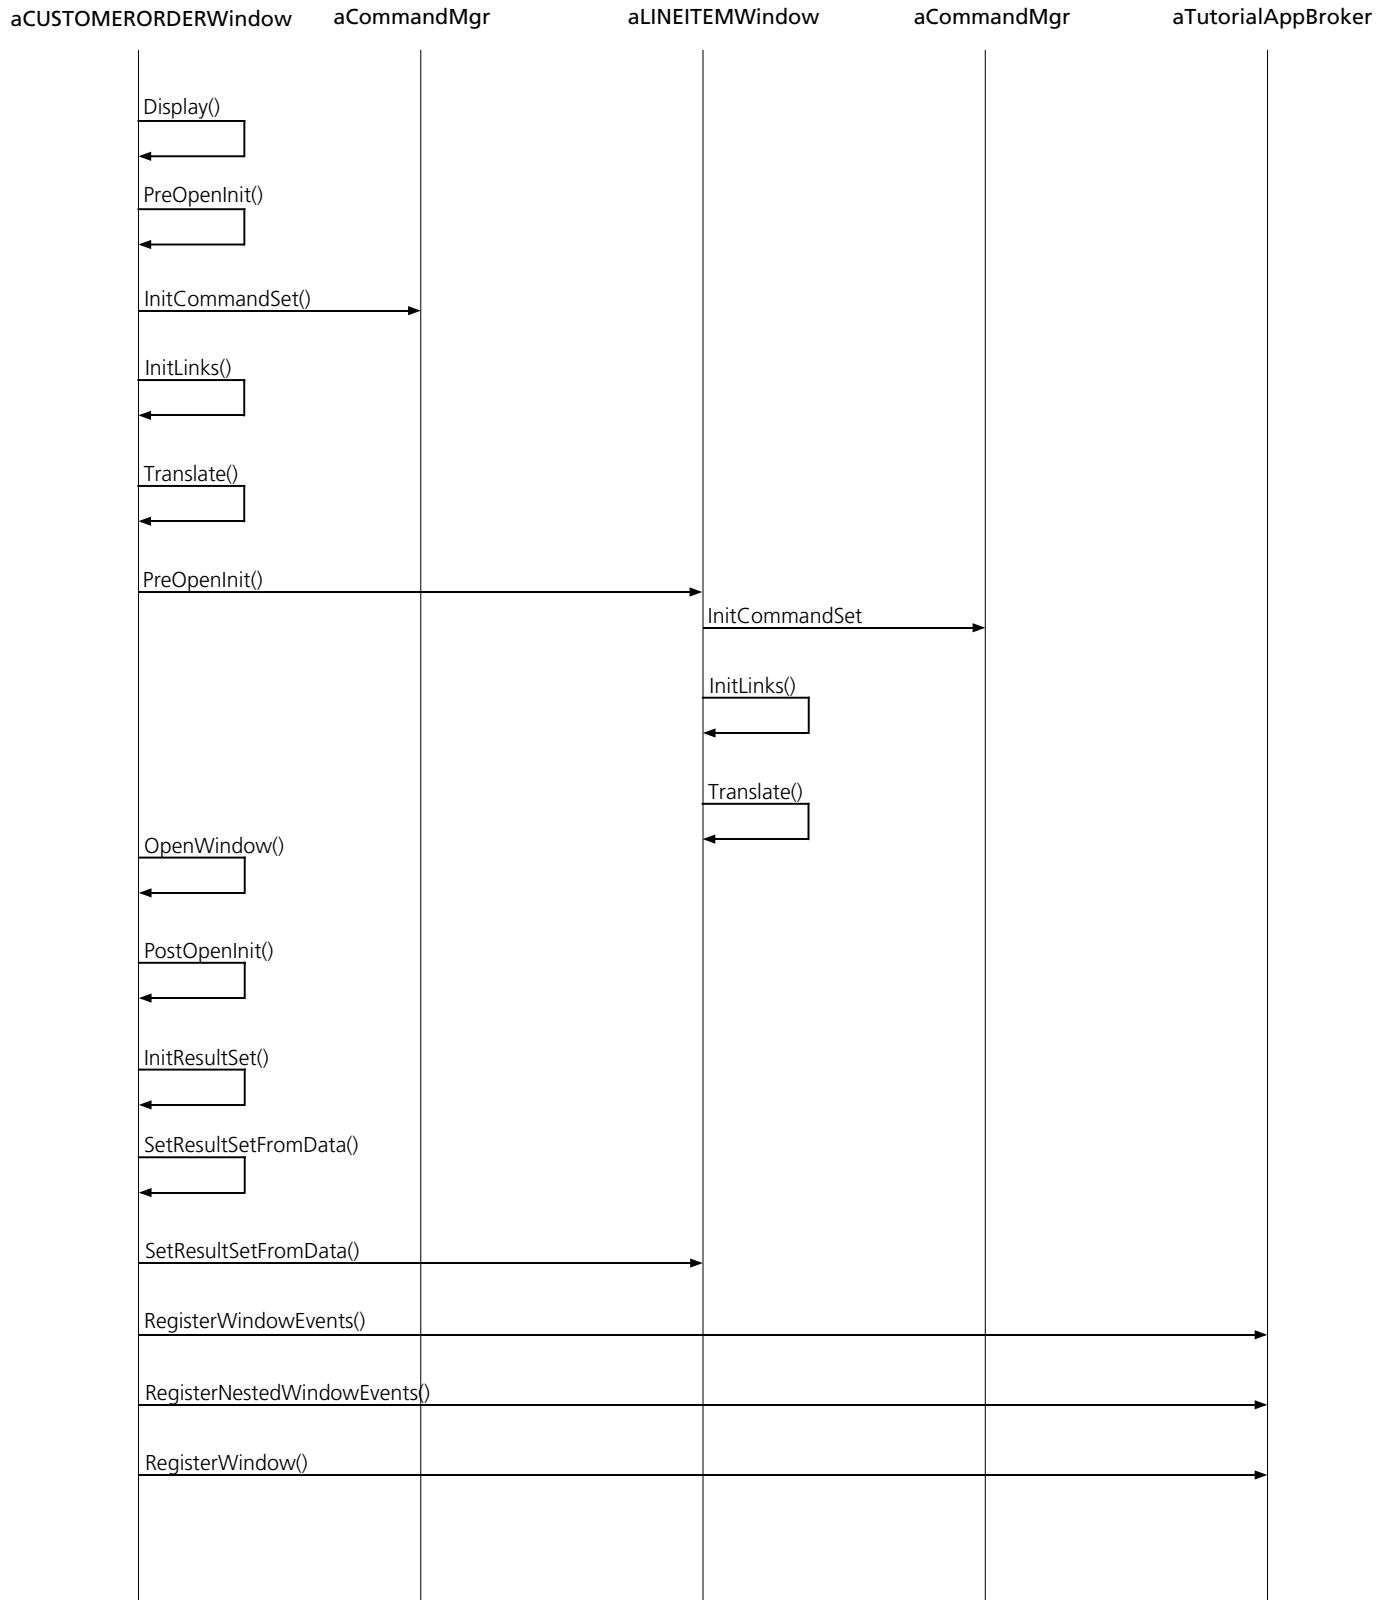 aCUSTOMERORDERWindow aCommandMgr aLINEITEMWindow aCommandMgr aTutorialAppBroker
Display()
PreOpenInit()
InitCommandSet()
InitLinks()
Translate()
PreOpenInit()
InitCommandSet
InitLinks()
Translate()
OpenWindow()
PostOpenInit()
InitResultSet()
SetResultSetFromData()
SetResultSetFromData()
RegisterWindowEvents()
RegisterNestedWindowEvents()
RegisterWindow()